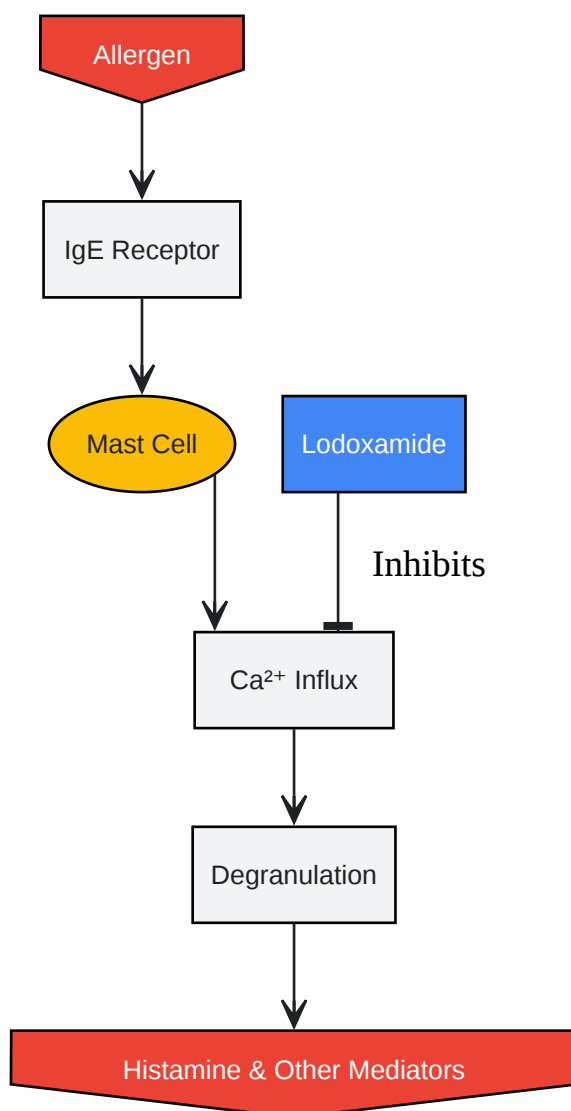 Allergen
IgE Receptor
Mast Cell
Lodoxamide
Inhibits
Ca²⁺ Influx
Degranulation
Histamine & Other Mediators